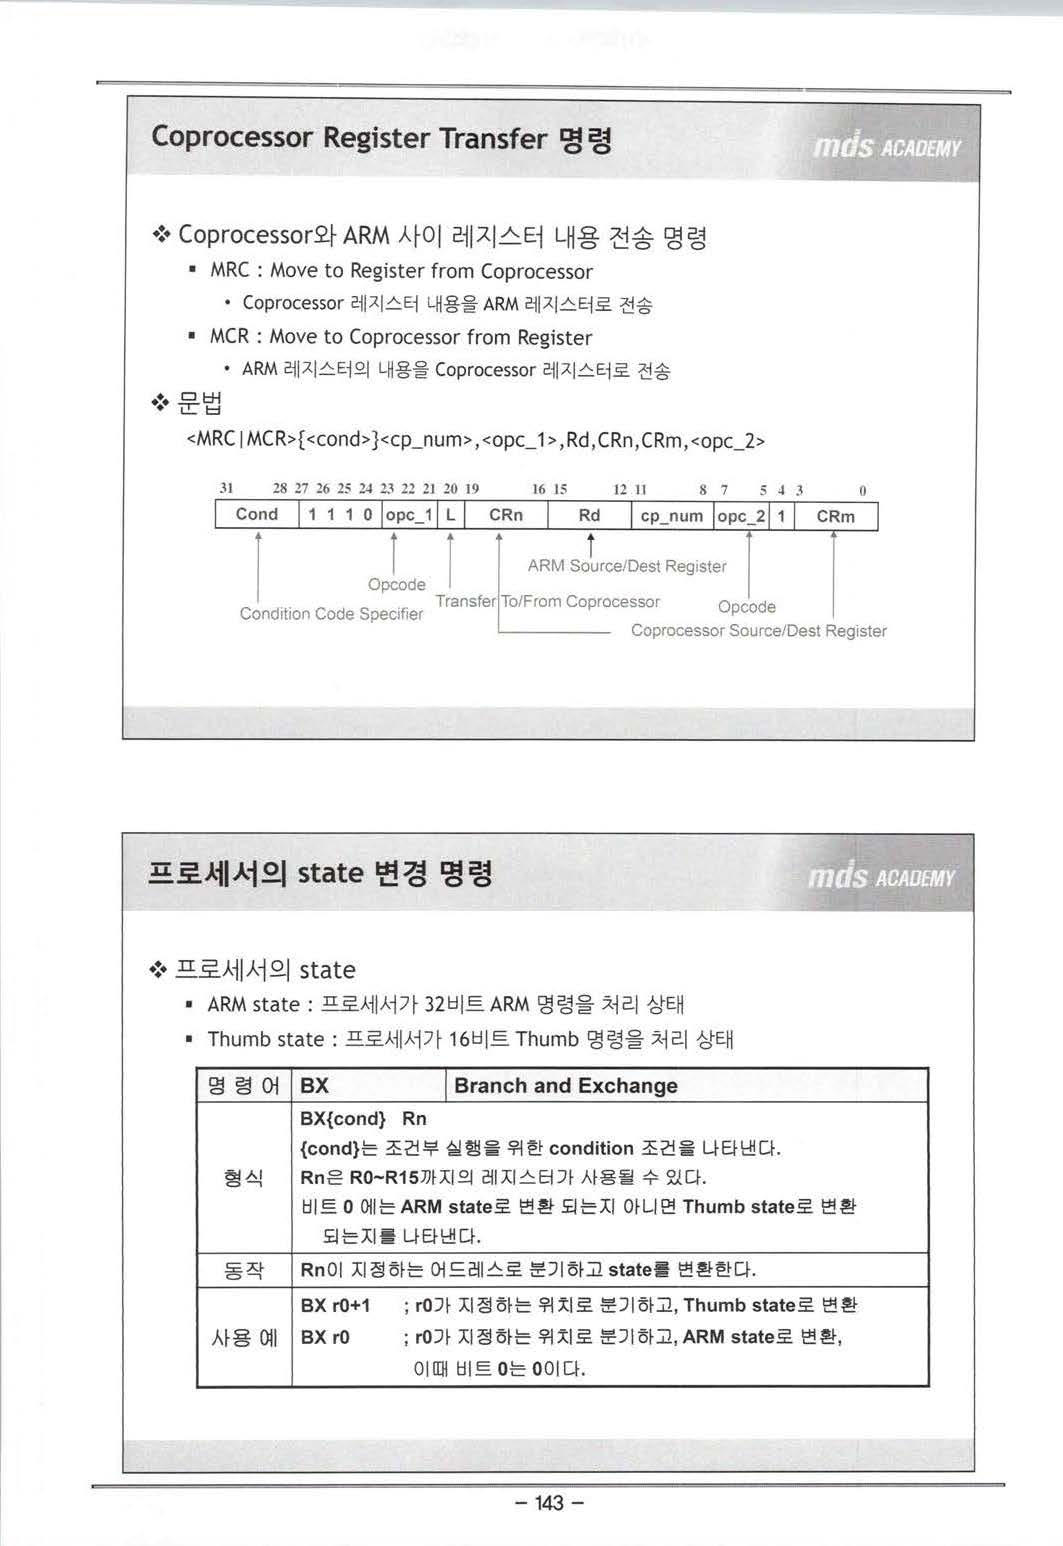 Coprocessor Register Transfer 명령
mds ACADEMY
❖ Coprocessor와 ARM 사이 레지스터 내용 전송 명령
▪ MRC : Move to Register from Coprocessor
• Coprocessor 레지스터 내용을 ARM 레지스터로 전송
▪ MCR : Move to Coprocessor from Register
• ARM 레지스터의 내용을 Coprocessor 레지스터로 전송
❖ 문법
<MRC|MCR>{<cond>}<cp_num>,<opc_1>,Rd,CRn,CRm,<opc_2>
31 28 27 26 25 24 23 22 21 20 19 16 15 12 11 8 7 5 4 3 0
Cond 1 1 1 0 opc_1 L CRn Rd cp_num opc_2 1 CRm
ARM Source/Dest Register
Opcode
Transfer To/From Coprocessor
Opcode
Condition Code Specifier
Coprocessor Source/Dest Register
프로세서의 state 변경 명령
mds ACADEMY
❖ 프로세서의 state
▪ ARM state : 프로세서가 32비트 ARM 명령을 처리 상태
▪ Thumb state : 프로세서가 16비트 Thumb 명령을 처리 상태
명 령 어 BX Branch and Exchange
형식
BX{cond} Rn
{cond}는 조건부 실행을 위한 condition 조건을 나타낸다.
Rn은 R0~R15까지의 레지스터가 사용될 수 있다.
비트 0 에는 ARM state로 변환 되는지 아니면 Thumb state로 변환
되는지를 나타낸다.
동작 Rn이 지정하는 어드레스로 분기하고 state를 변환한다.
사용 예
BX r0+1 ; r0가 지정하는 위치로 분기하고, Thumb state로 변환
BX r0 ; r0가 지정하는 위치로 분기하고, ARM state로 변환,
이때 비트 0는 0이다.
– 143 –